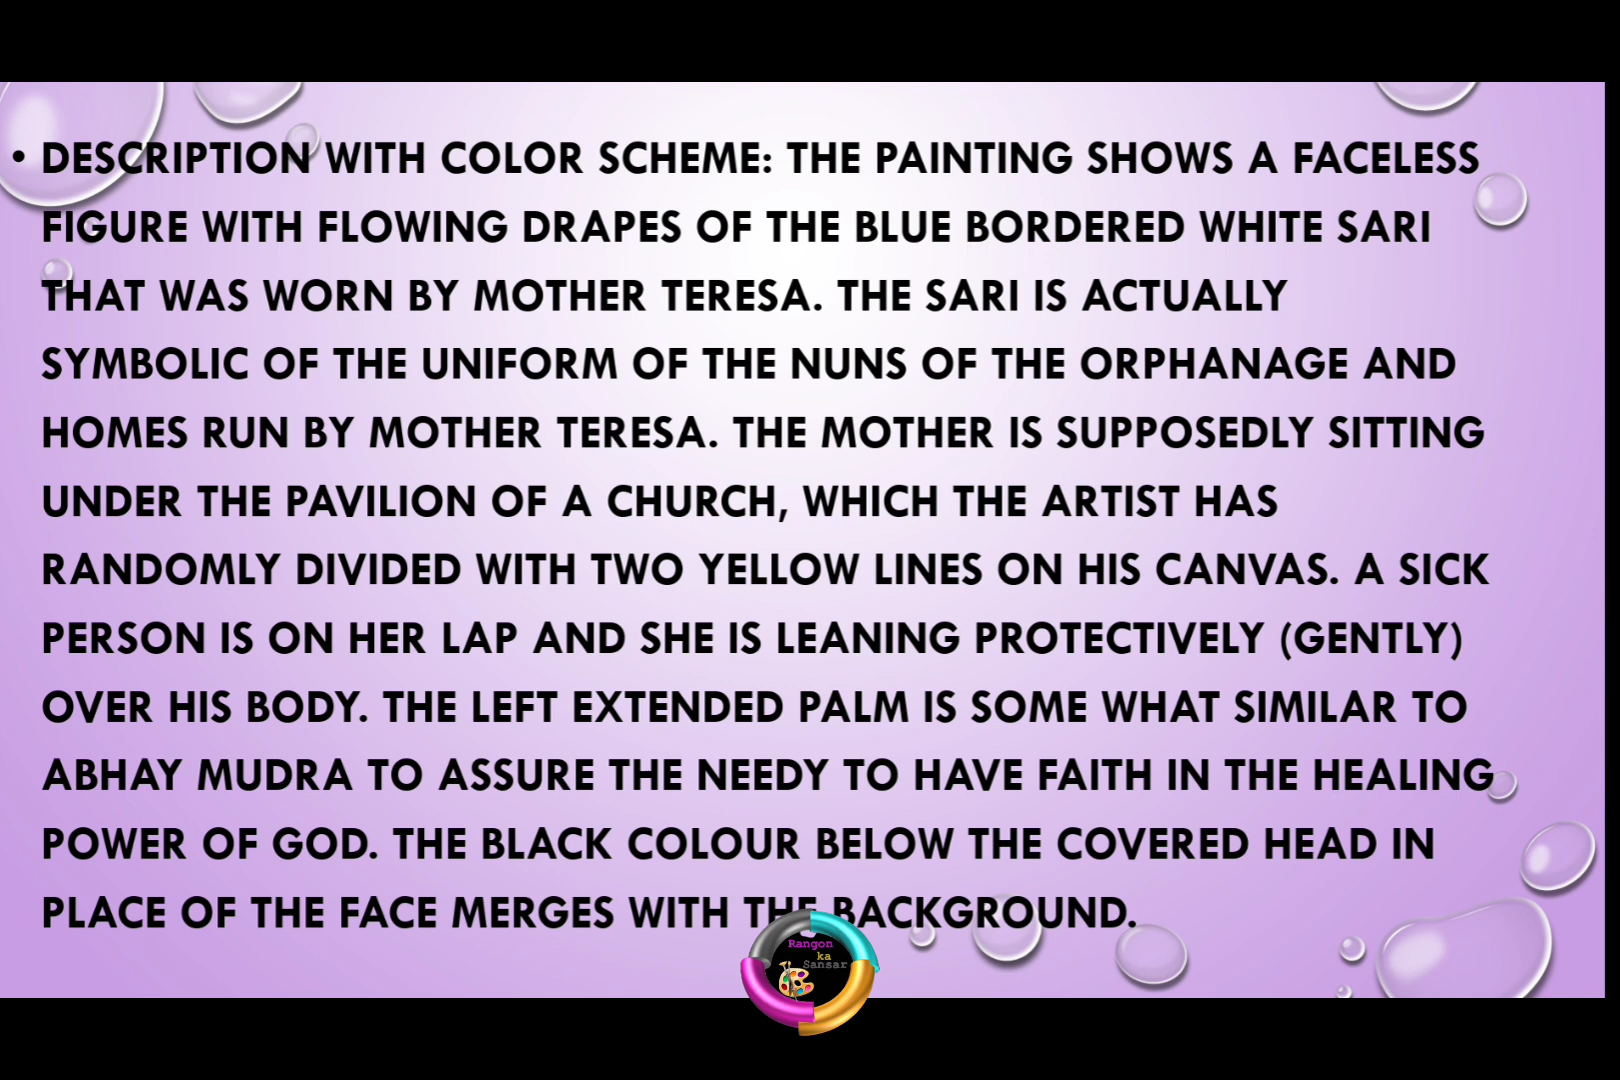 • DESCRIPTION WITH COLOR SCHEME: THE PAINTING SHOWS A FACELESS
FIGURE WITH FLOWING DRAPES OF THE BLUE BORDERED WHITE SARI
THAT WAS WORN BY MOTHER TERESA. THE SARI IS ACTUALLY
SYMBOLIC OF THE UNIFORM OF THE NUNS OF THE ORPHANAGE AND
HOMES RUN BY MOTHER TERESA. THE MOTHER IS SUPPOSEDLY SITTING
UNDER THE PAVILION OF A CHURCH, WHICH THE ARTIST HAS
RANDOMLY DIVIDED WITH TWO YELLOW LINES ON HIS CANVAS. A SICK
PERSON IS ON HER LAP AND SHE IS LEANING PROTECTIVELY (GENTLY)
OVER HIS BODY. THE LEFT EXTENDED PALM IS SOME WHAT SIMILAR TO
ABHAY MUDRA TO ASSURE THE NEEDY TO HAVE FAITH IN THE HEALING
POWER OF GOD. THE BLACK COLOUR BELOW THE COVERED HEAD IN
PLACE OF THE FACE MERGES WITH THE BACKGROUND.
Rangon
ka
Sansar